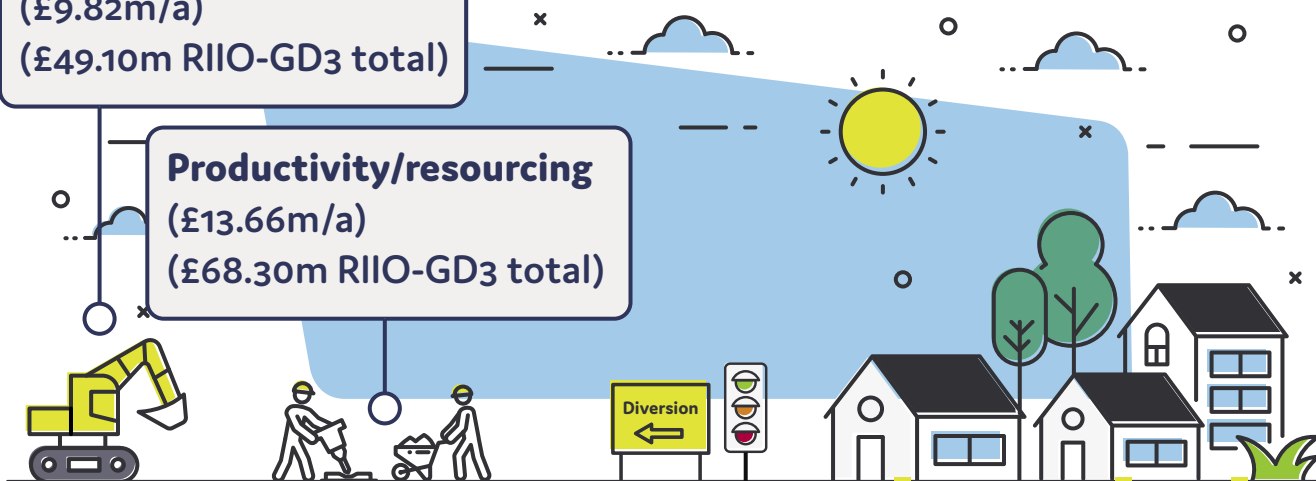 (£9.82m/a)
(£49.10m RIIO-GD3 total)
Productivity/resourcing
(£13.66m/a)
(£68.30m RIIO-GD3 total)
Diversion